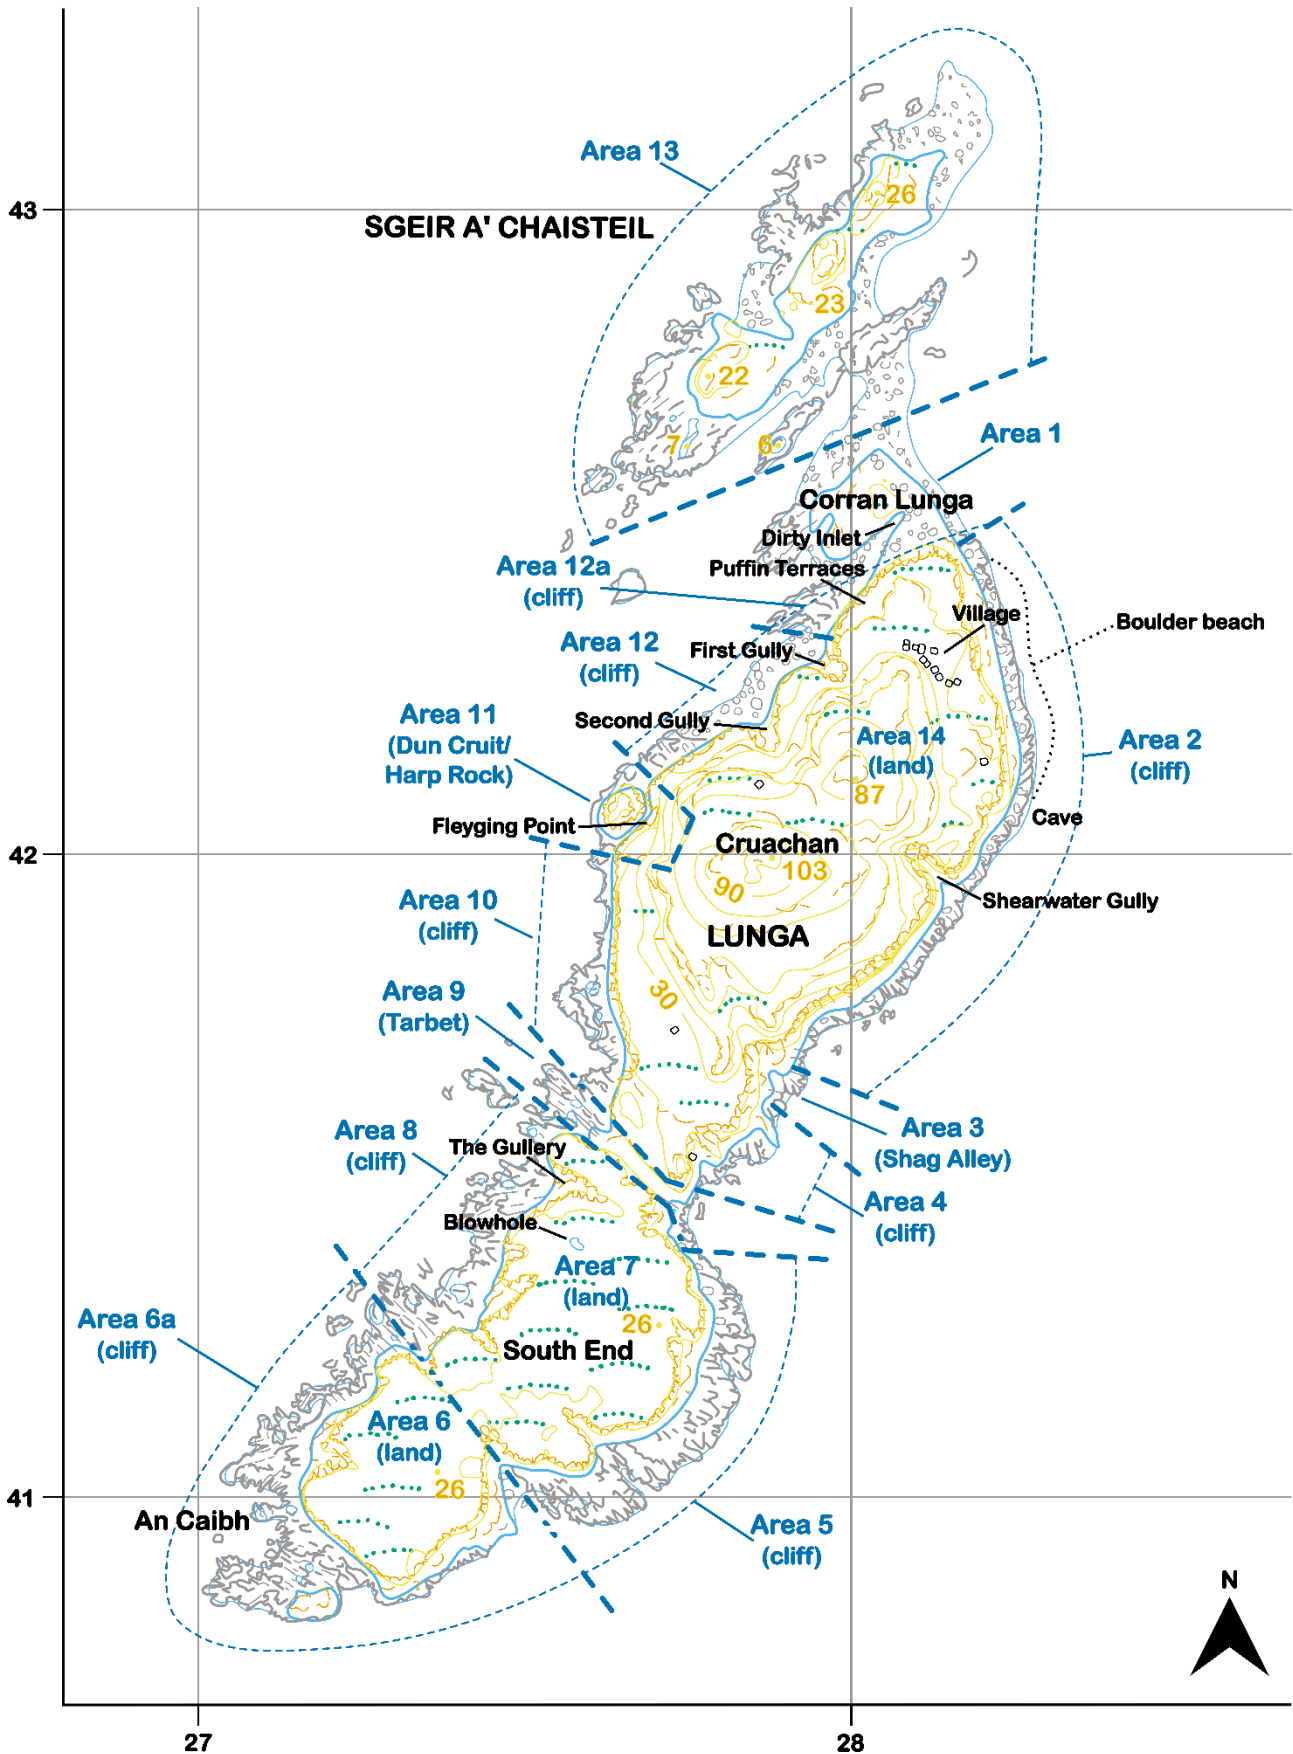 Area 13
26
43
SGEIR A' CHAISTEIL
23
22
7
6
Area 1
Corran Lunga
Dirty Inlet
Area 12a
(cliff)
Puffin Terraces
Village
Boulder beach
Area 12
(cliff)
First Gully
Second Gully
Area 11
(Dun Cruit/
Harp Rock)
Area 14
(land)
Area 2
(cliff)
87
Cave
Fleyging Point
Cruachan
42
103
90
Shearwater Gully
Area 10
(cliff)
LUNGA
30
Area 9
(Tarbet)
Area 8
(cliff)
The Gullery
Area 3
(Shag Alley)
Area 4
(cliff)
Blowhole
Area 7
(land)
26
Area 6a
(cliff)
South End
Area 6
(land)
26
41
An Caibh
Area 5
(cliff)
N
27
28